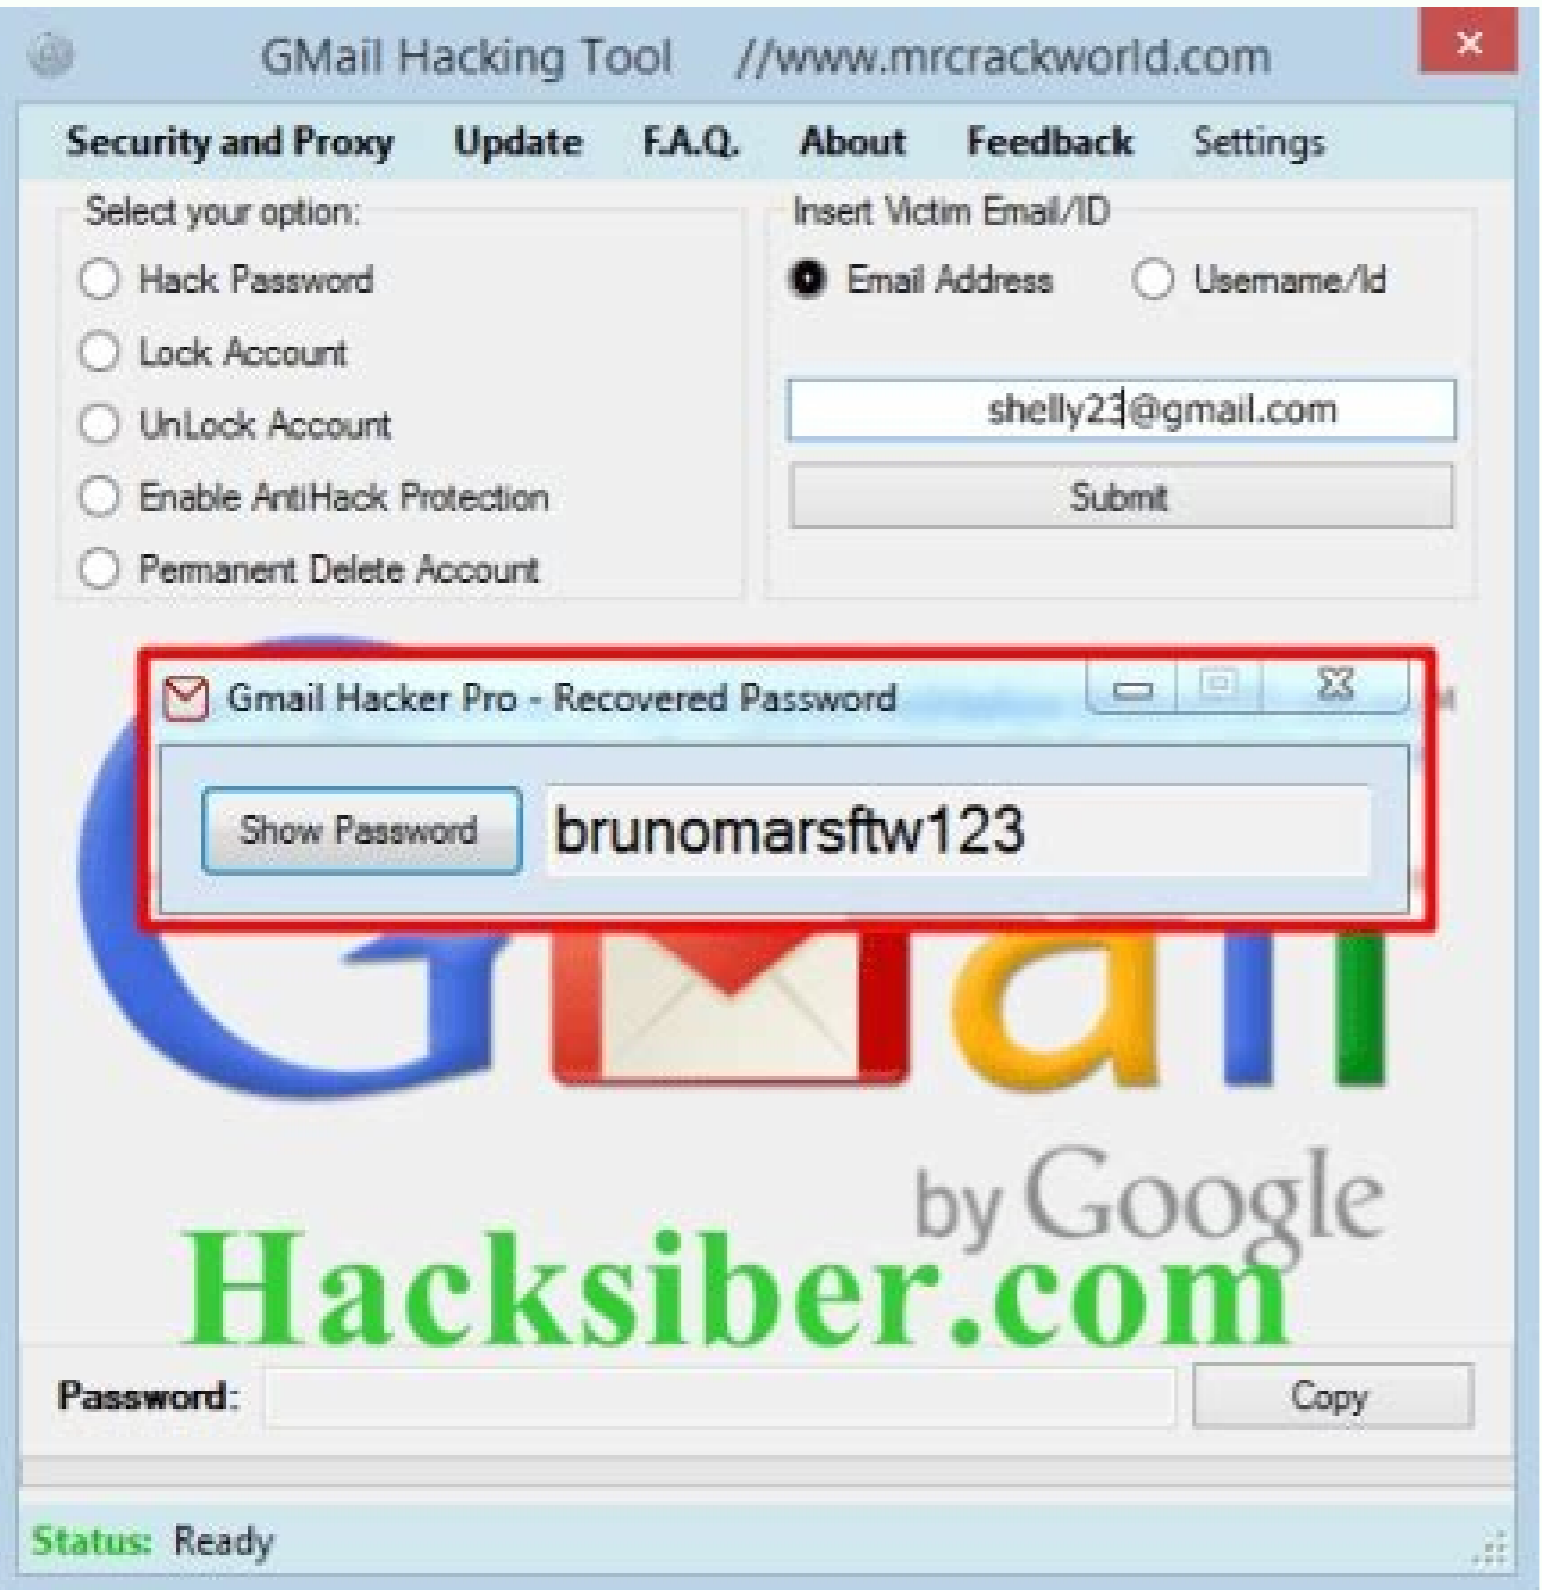 GMail Hacking Tool //www.mrcrackworld.com
Security and Proxy Update F.A.Q. About Feedback Settings
Select your option:
Hack Password
Lock Account
UnLock Account
Enable AntiHack Protection
Permanent Delete Account
Insert Victim Email/ID
Email Address Username/Id
shelly23@gmail.com
Submit
Gmail Hacker Pro - Recovered Password
Show Password brunomarsftw123
by Google
Hacksiber.com
Password: Copy
Status: Ready